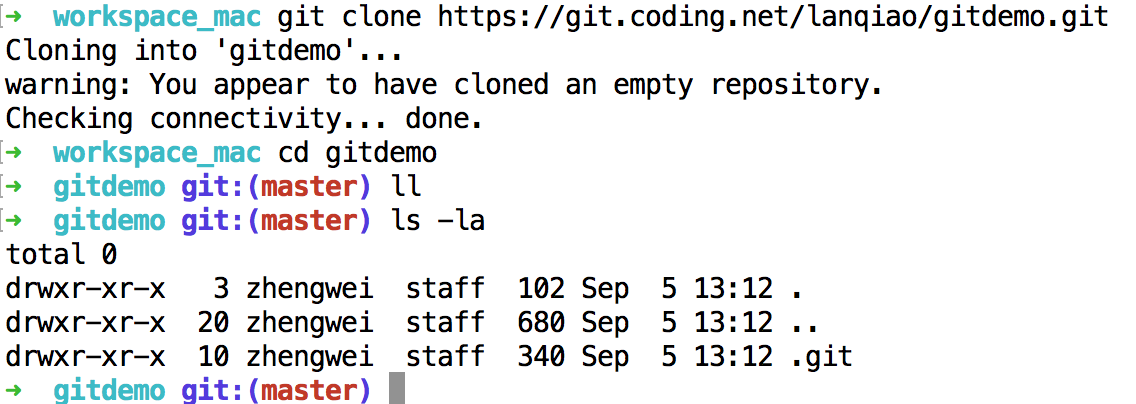 ➜  workspace_mac git clone https://git.coding.net/lanqiao/gitdemo.git
Cloning into 'gitdemo'...
warning: You appear to have cloned an empty repository.
Checking connectivity... done.
➜  workspace_mac cd gitdemo
➜  gitdemo git:(master) ll
➜  gitdemo git:(master) ls -la
total 0
drwxr-xr-x   3 zhengwei  staff  102 Sep  5 13:12 .
drwxr-xr-x  20 zhengwei  staff  680 Sep  5 13:12 ..
drwxr-xr-x  10 zhengwei  staff  340 Sep  5 13:12 .git
➜  gitdemo git:(master)